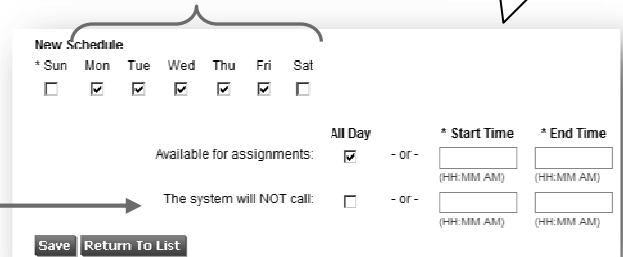 New Schedule
* Sun Mon Tue Wed Thu Fri Sat
All Day * Start Time * End Time
Available for assignments: - or -
(HH:MM AM) (HH:MM AM)
The system will NOT call: - or -
(HH:MM AM) (HH:MM AM)
Save Return To List